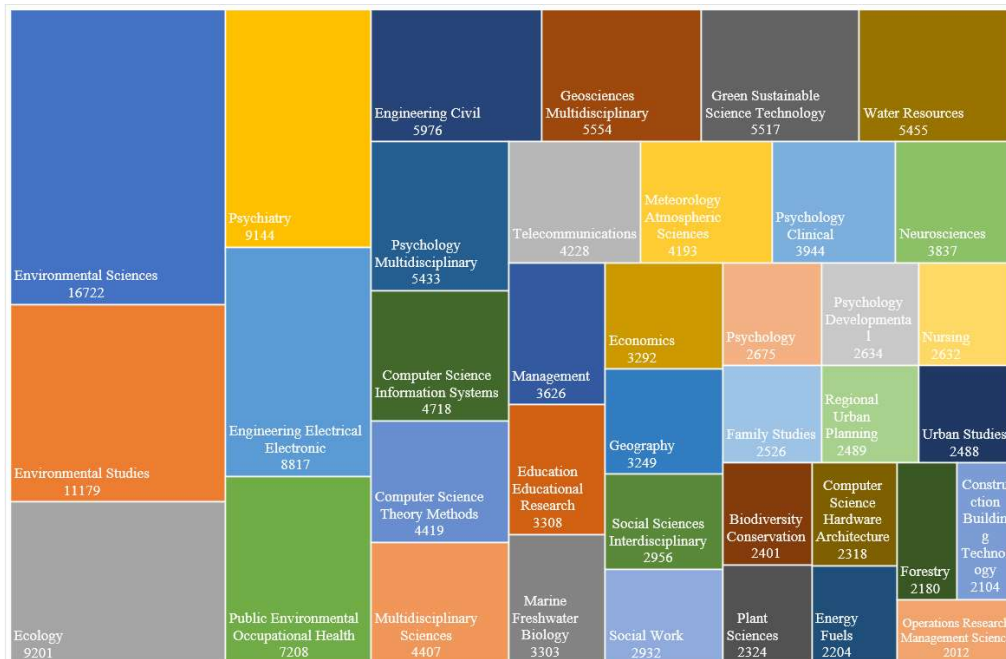 Environmental Sciences
16722
Environmental Studies
11179
Ecology
9201
Psychiatry
9144
Engineering Electrical
Electronic
8817
Public Environmental
Occupational Health
7208
Engineering Civil
5976
Geosciences
Multidisciplinary
5554
Green Sustainable
Science Technology
5517
Water Resources
5455
Psychology
Multidisciplinary
5433
Computer Science
Information Systems
4718
Computer Science
Theory Methods
4419
Multidisciplinary
Sciences
4407
Telecommunications
4228
Meteorology
Atmospheric
Sciences
4193
Psychology
Clinical
3944
Neurosciences
3837
Management
3626
Education
Educational
Research
3308
Marine
Freshwater
Biology
3303
Economics
3292
Geography
3249
Social Sciences
Interdisciplinary
2956
Social Work
2932
Psychology
2675
Psychology
Developmenta
l
2634
Nursing
2632
Family Studies
2526
Regional
Urban
Planning
2489
Urban Studies
2488
Biodiversity
Conservation
2401
Plant
Sciences
2324
Computer
Science
Hardware
Architecture
2318
Energy
Fuels
2204
Forestry
2180
Constru
ction
Buildin
g
Techno
ogy
2104
Operations Research
Management Science
2012